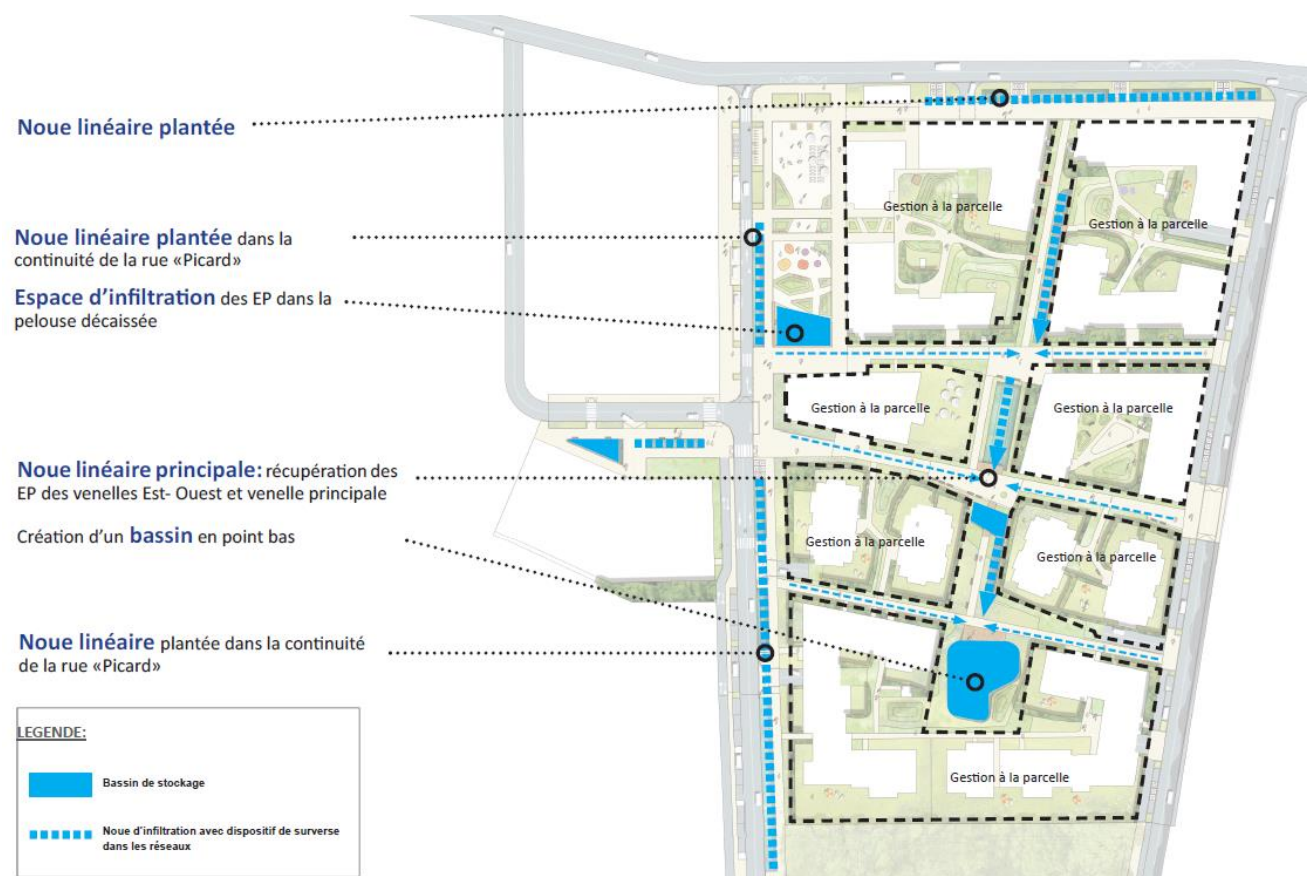 Noue linéaire plantée
Noue linéaire plantée dans la
continuité de la rue «Picard»
Espace d'infiltration des EP dans la
pelouse décaissée
Noue linéaire principale: récupération des
EP des venelles Est- Ouest et venelle principale
Création d'un bassin en point bas
Noue linéaire plantée dans la continuité
de la rue «Picard»
LEGENDE:
Bassin de stockage
Noue d'infiltration avec dispositif de surverse
dans les réseaux
Gestion à la parcelle
Gestion à la parcelle
Gestion à la parcelle
Gestion à la parcelle
Gestion à la parcelle
Gestion à la parcelle
Gestion à la parcelle